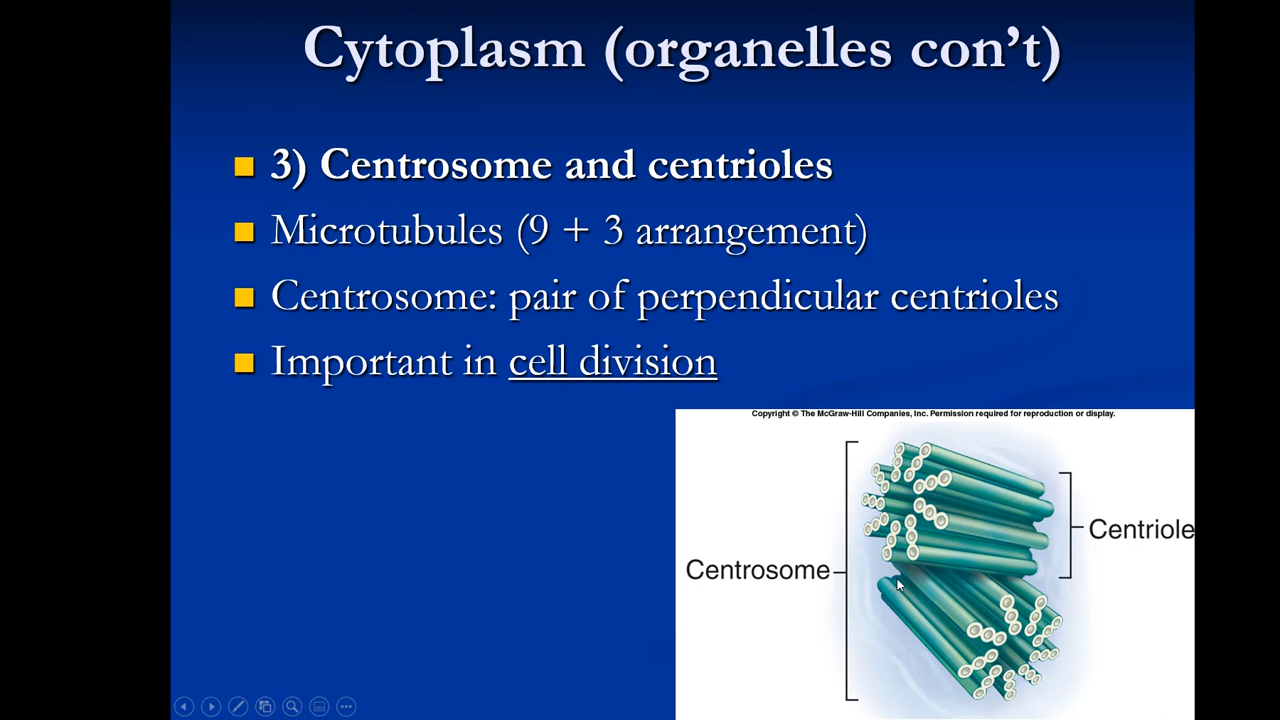 Cytoplasm (organelles con’t)
3) Centrosome and centrioles
Microtubules (9 + 3 arrangement)
Centrosome: pair of perpendicular centrioles
Important in cell division
Copyright © The McGraw-Hill Companies, Inc. Permission required for reproduction or display.
Centriole
Centrosome